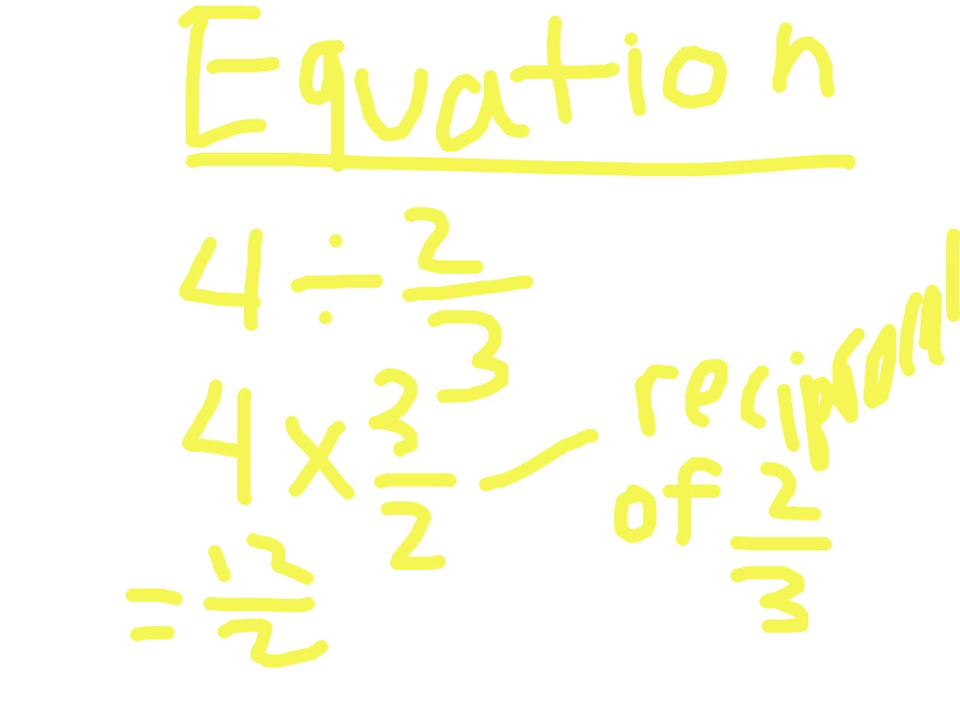 Equation
4 ÷ 2/3
4 x 3/2 — reciprocal
of 2/3
= 12/2